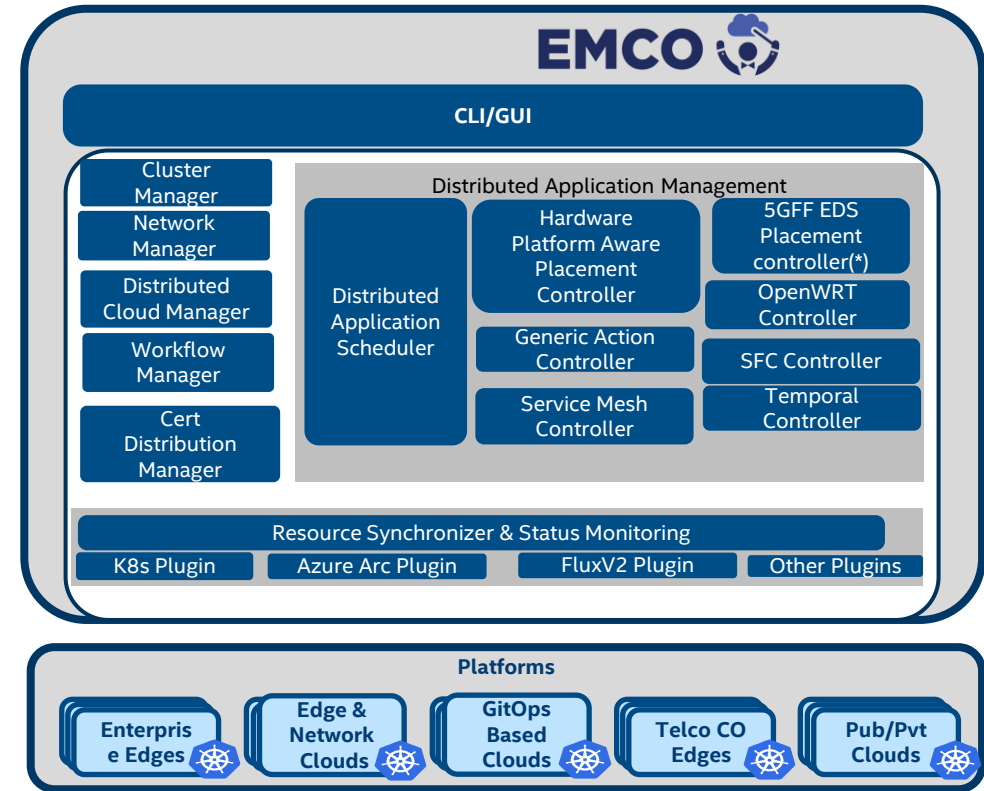 EMCO
CLI/GUI
Cluster
Manager
Network
Manager
Distributed
Cloud Manager
Workflow
Manager
Cert
Distribution
Manager
Distributed Application Management
Distributed
Application
Scheduler
Hardware
Platform Aware
Placement
Controller
Generic Action
Controller
Service Mesh
Controller
5GFF EDS
Placement
controller(*)
OpenWRT
Controller
SFC Controller
Temporal
Controller
Resource Synchronizer & Status Monitoring
K8s Plugin
Azure Arc Plugin
FluxV2 Plugin
Other Plugins
Platforms
Enterpris
e Edges
Edge &
Network
Clouds
GitOps
Based
Clouds
Telco CO
Edges
Pub/Pvt
Clouds